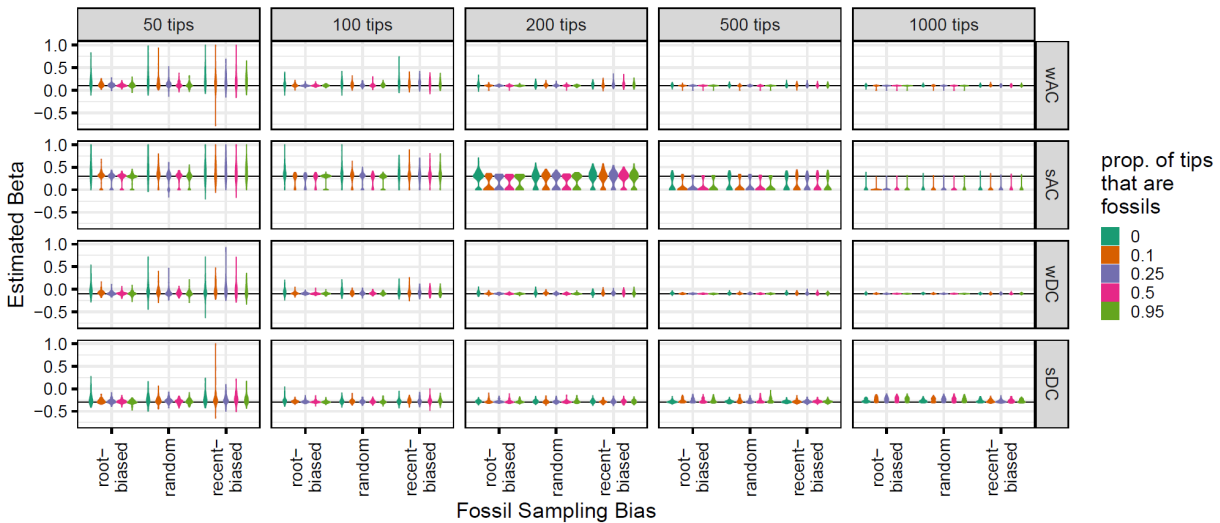 50 tips
100 tips
200 tips
500 tips
1000 tips
Estimated Beta
1.0
0.5
0.0
−0.5
wAC
1.0
0.5
0.0
−0.5
sAC
1.0
0.5
0.0
−0.5
wDC
1.0
0.5
0.0
−0.5
sDC
root−
biased
random
recent−
biased
root−
biased
random
recent−
biased
root−
biased
random
recent−
biased
root−
biased
random
recent−
biased
root−
biased
random
recent−
biased
Fossil Sampling Bias
prop. of tips
that are
fossils
0
0.1
0.25
0.5
0.95